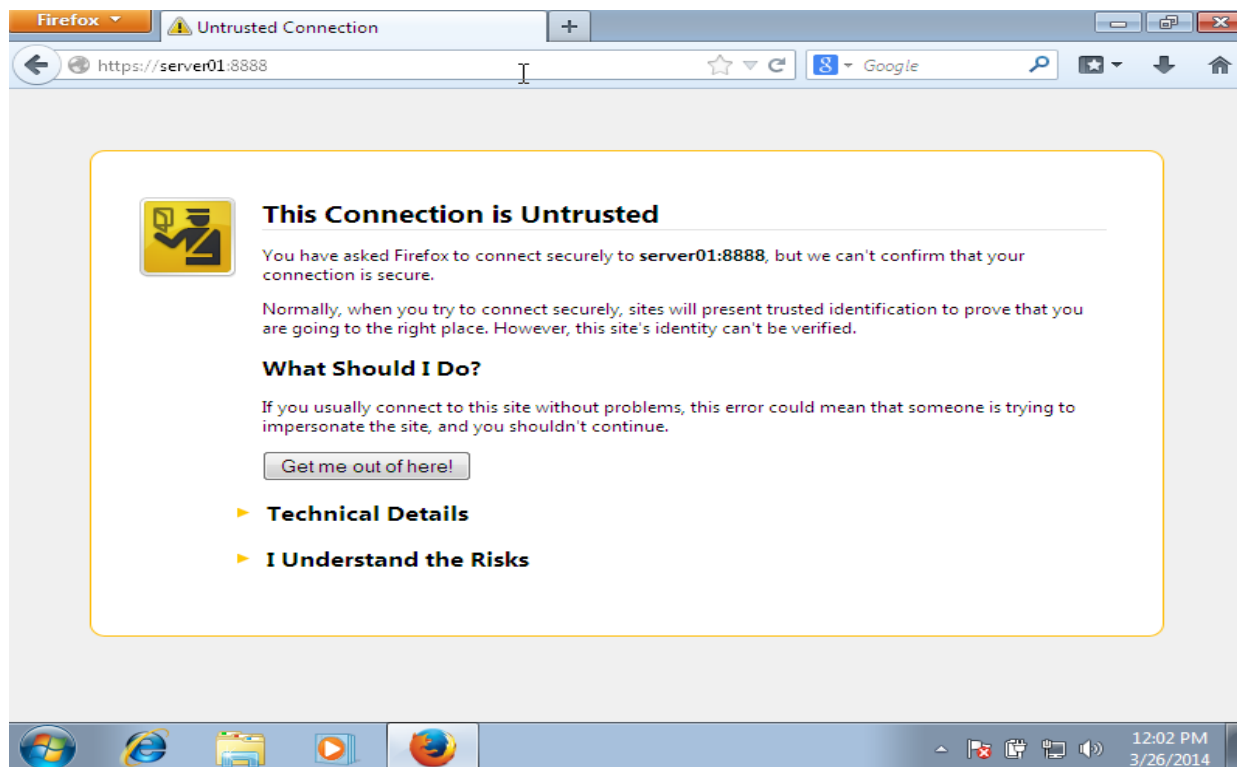 Firefox
Untrusted Connection
https://server01:8888
Google
This Connection is Untrusted
You have asked Firefox to connect securely to server01:8888, but we can't confirm that your
connection is secure.
Normally, when you try to connect securely, sites will present trusted identification to prove that you
are going to the right place. However, this site's identity can't be verified.
What Should I Do?
If you usually connect to this site without problems, this error could mean that someone is trying to
impersonate the site, and you shouldn't continue.
Get me out of here!
Technical Details
I Understand the Risks
12:02 PM
3/26/2014